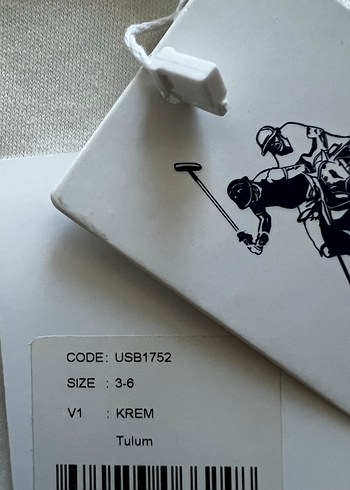 CODE: USB1752
SIZE : 3-6
V1 : KREM
Tulum